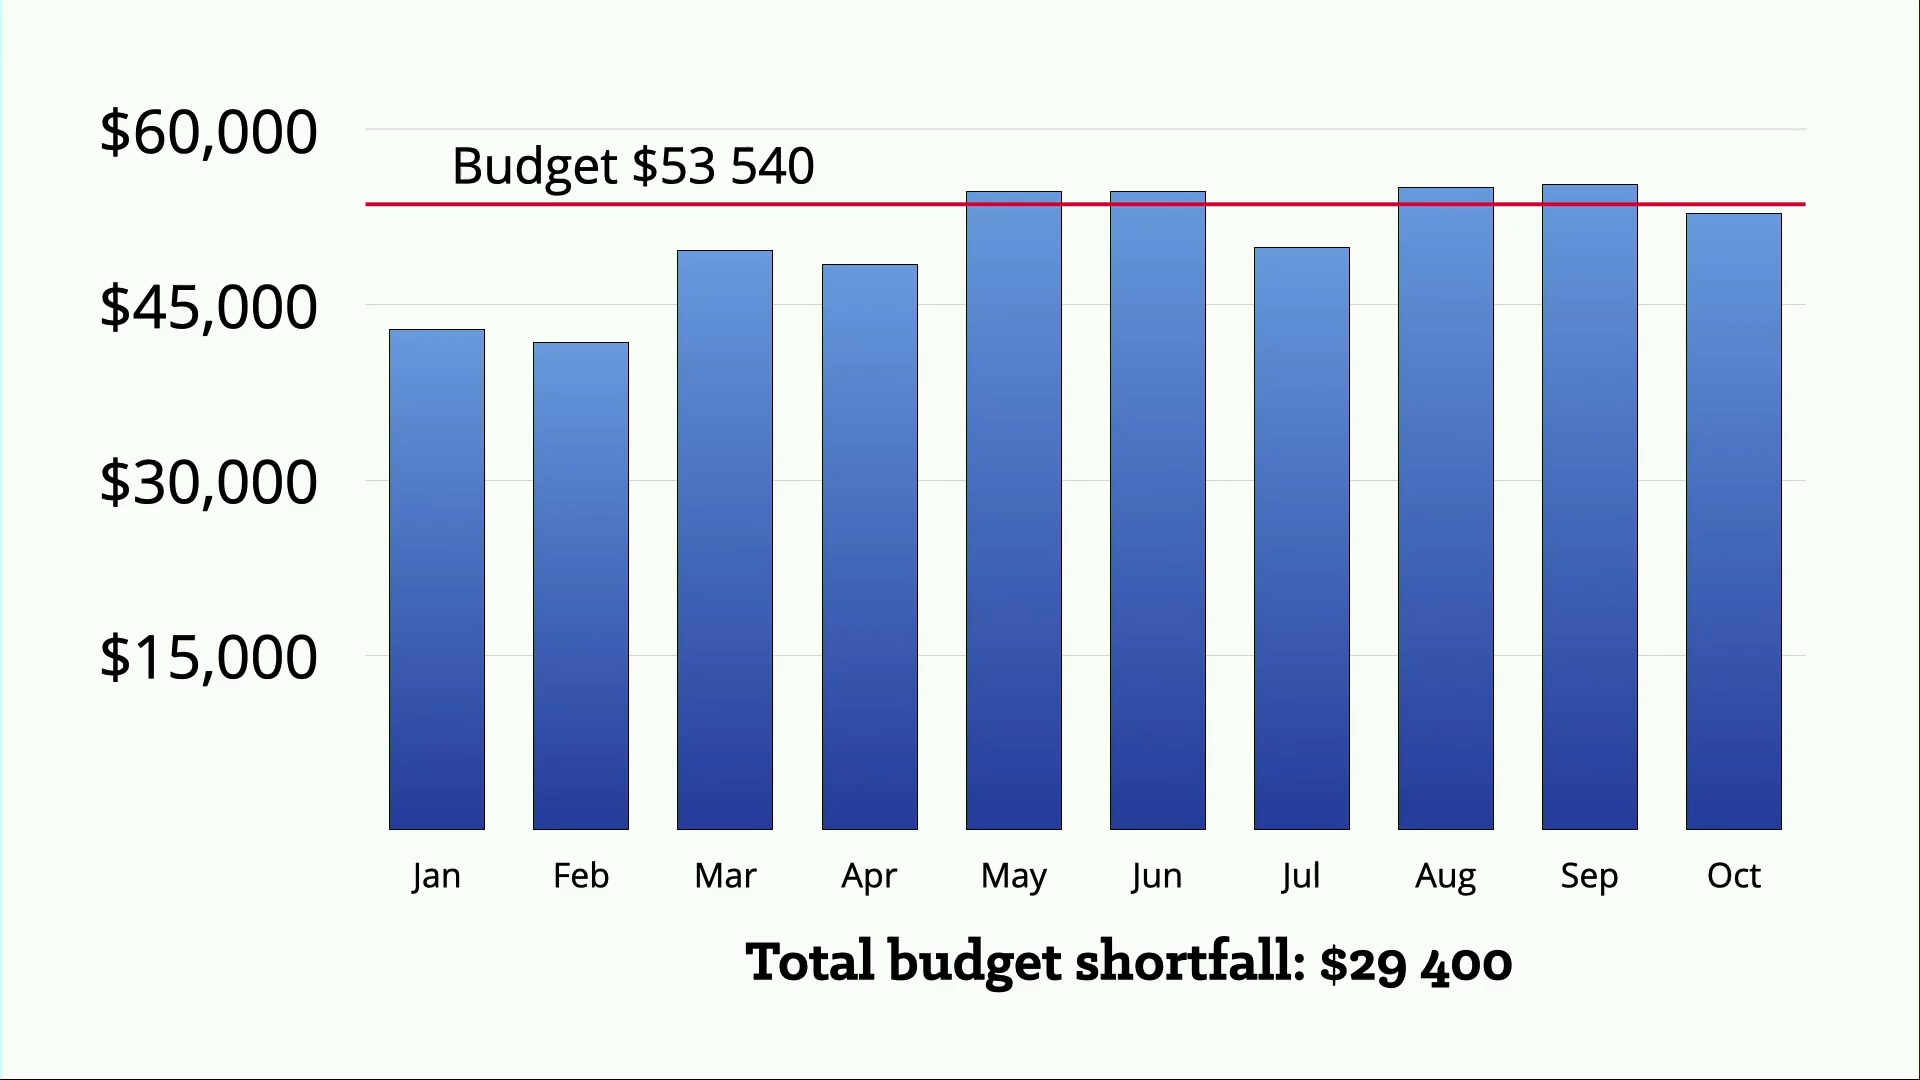 $60,000
Budget $53 540
$45,000
$30,000
$15,000
Jan Feb Mar Apr May Jun Jul Aug Sep Oct
Total budget shortfall: $29 400